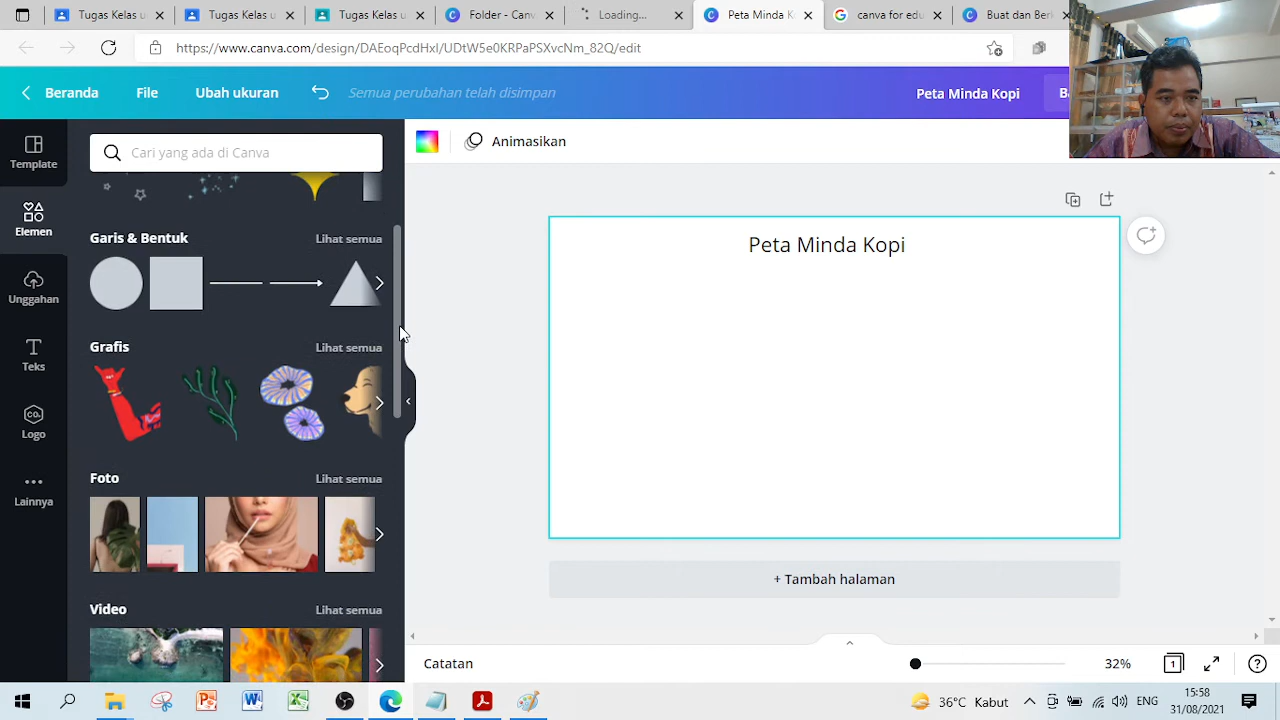 Tugas Kelas u
Tugas Kelas u
Tugas Kelas u
Folder - Canv
Loading...
Peta Minda K
canva for edu
Buat dan Ber
https://www.canva.com/design/DAEoqPcdHxI/UDtW5e0KRPaPSXvcNm_82Q/edit
Beranda
File
Ubah ukuran
Semua perubahan telah disimpan
Peta Minda Kopi
Template
Elemen
Unggahan
Teks
CO.
Logo
Lainnya
Cari yang ada di Canva
Garis & Bentuk
Lihat semua
Grafis
Lihat semua
Foto
Lihat semua
Video
Lihat semua
Animasikan
Peta Minda Kopi
+ Tambah halaman
Catatan
32%
1
36°C Kabut
ENG
15:58
31/08/2021